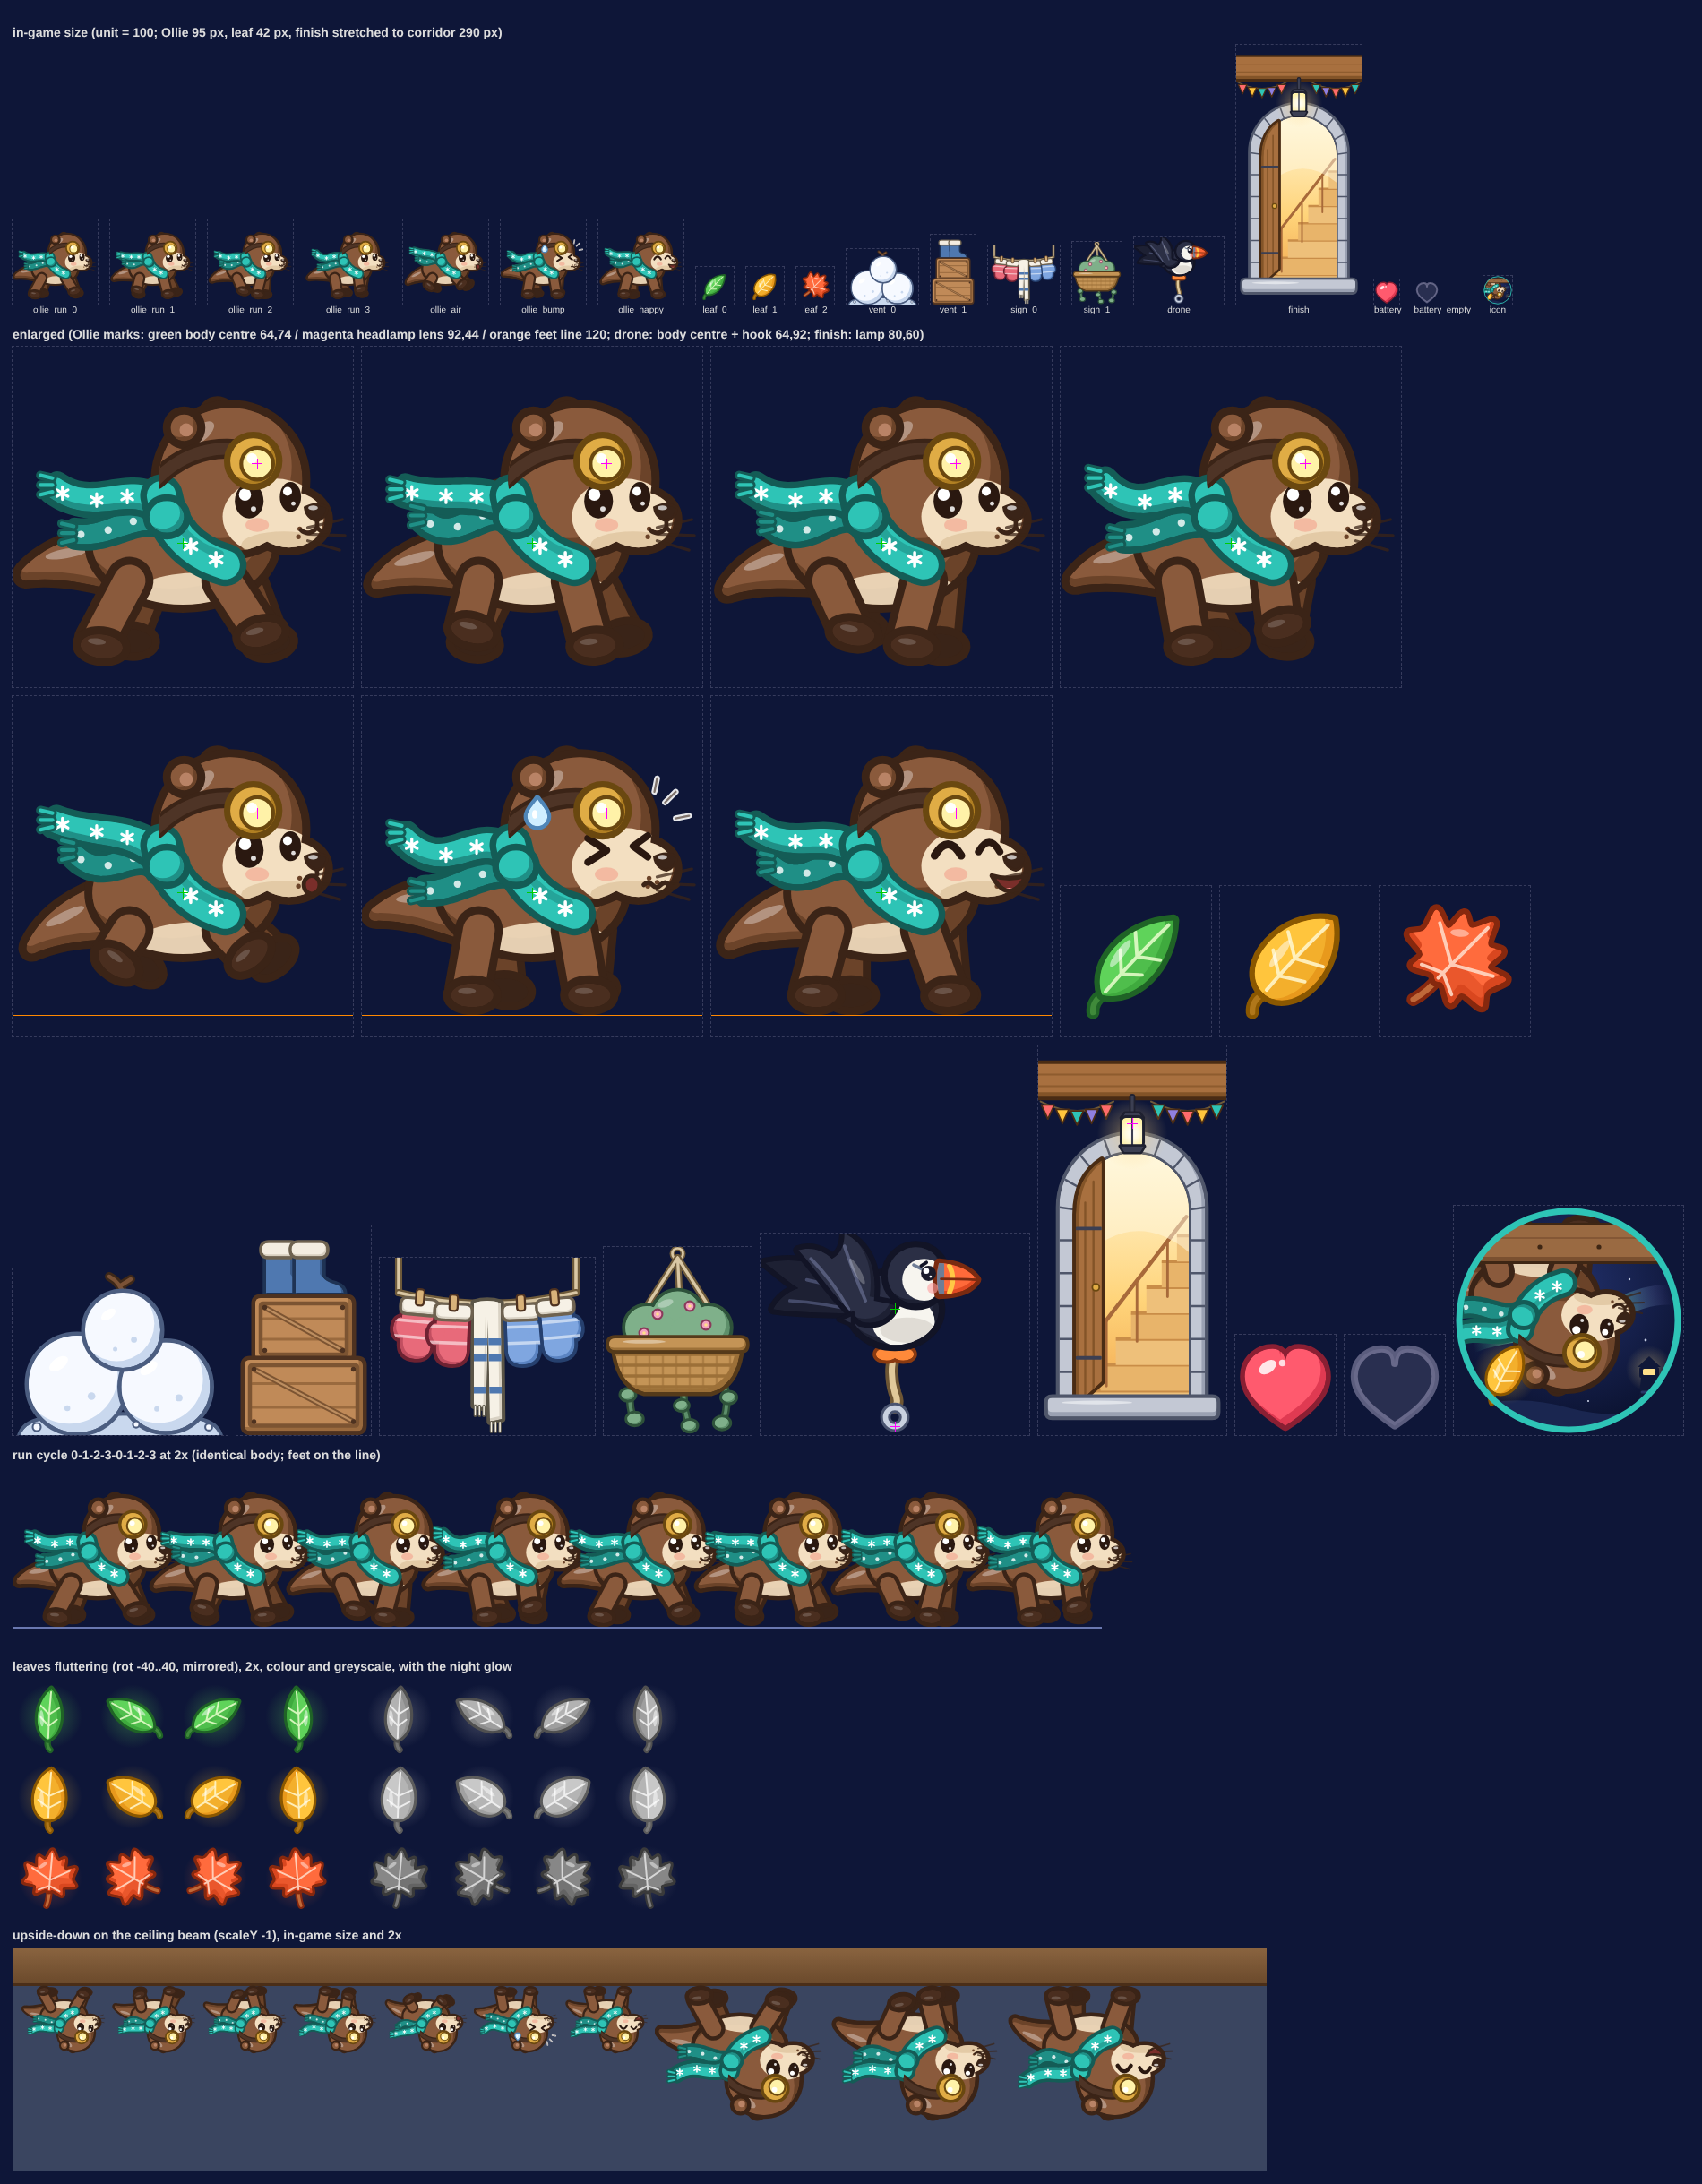 in-game size (unit = 100; Ollie 95 px, leaf 42 px, finish stretched to corridor 290 px)
ollie_run_0 ollie_run_1 ollie_run_2 ollie_run_3 ollie_air ollie_bump ollie_happy leaf_0 leaf_1 leaf_2 vent_0 vent_1 sign_0 sign_1 drone finish battery battery_empty icon
enlarged (Ollie marks: green body centre 64,74 / magenta headlamp lens 92,44 / orange feet line 120; drone: body centre + hook 64,92; finish: lamp 80,60)
run cycle 0-1-2-3-0-1-2-3 at 2x (identical body; feet on the line)
leaves fluttering (rot -40..40, mirrored), 2x, colour and greyscale, with the night glow
upside-down on the ceiling beam (scaleY -1), in-game size and 2x